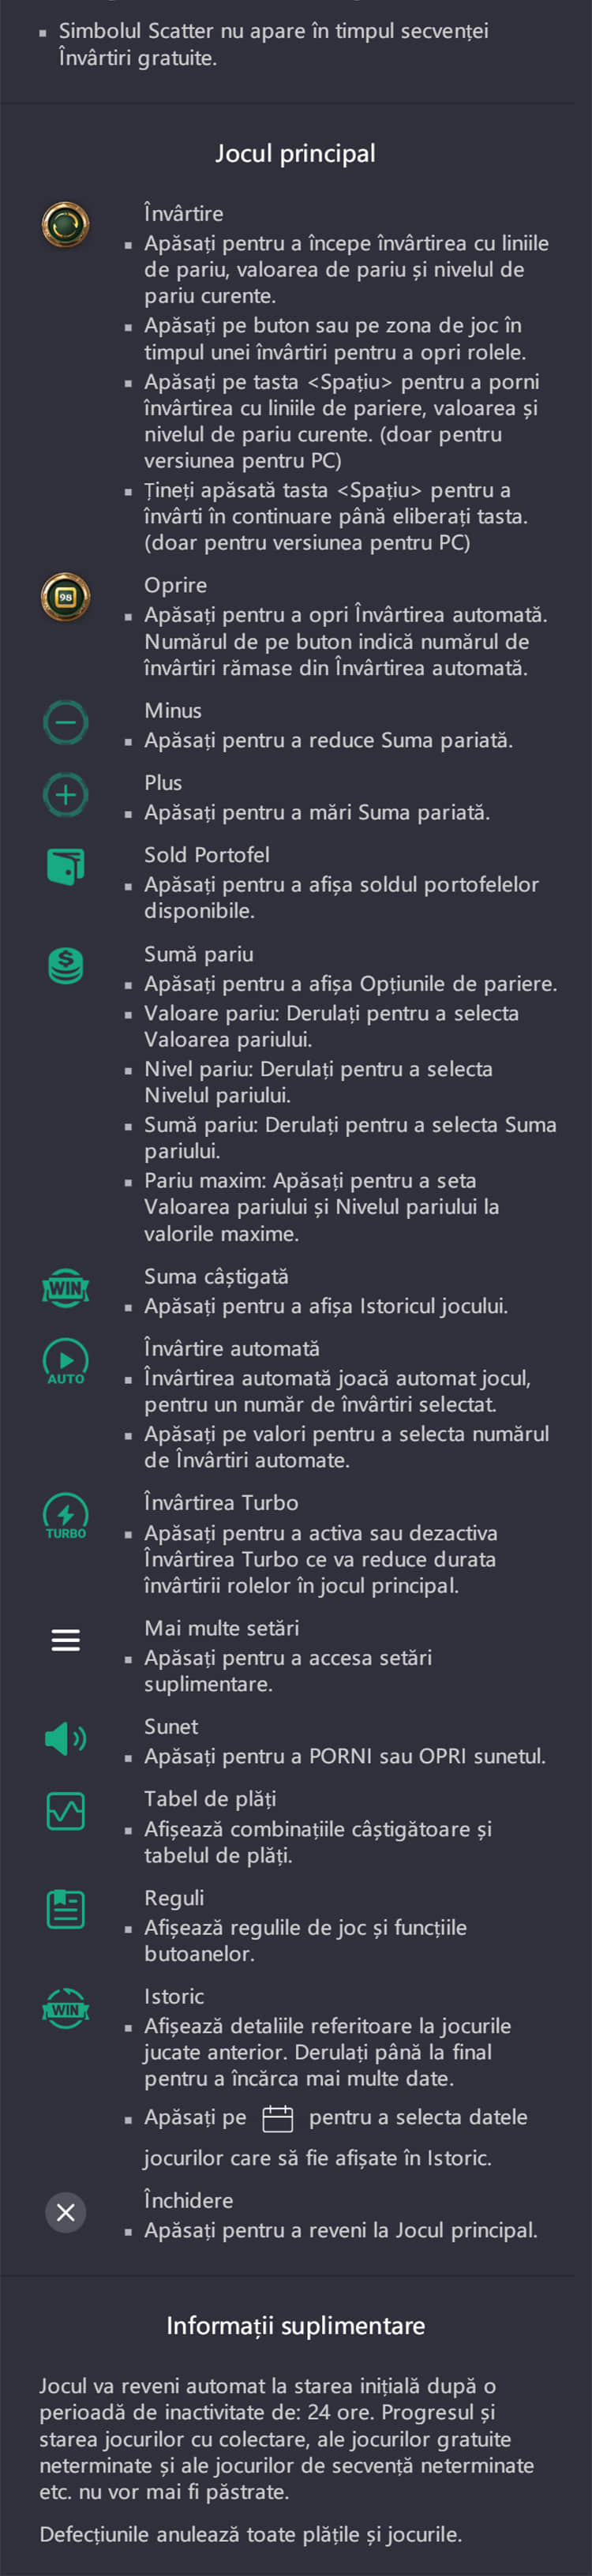 ▪ Simbolul Scatter nu apare în timpul secvenței
Învârtiri gratuite.
Jocul principal
Învârtire
▪ Apăsați pentru a începe învârtirea cu liniile
de pariu, valoarea de pariu și nivelul de
pariu curente.
▪ Apăsați pe buton sau pe zona de joc în
timpul unei învârtiri pentru a opri rolele.
▪ Apăsați pe tasta <Spațiu> pentru a porni
învârtirea cu liniile de pariere, valoarea și
nivelul de pariu curente. (doar pentru
versiunea pentru PC)
▪ Țineți apăsată tasta <Spațiu> pentru a
învârti în continuare până eliberați tasta.
(doar pentru versiunea pentru PC)
98
Oprire
▪ Apăsați pentru a opri Învârtirea automată.
Numărul de pe buton indică numărul de
învârtiri rămase din Învârtirea automată.
Minus
▪ Apăsați pentru a reduce Suma pariată.
Plus
▪ Apăsați pentru a mări Suma pariată.
Sold Portofel
▪ Apăsați pentru a afișa soldul portofelelor
disponibile.
Sumă pariu
▪ Apăsați pentru a afișa Opțiunile de pariere.
▪ Valoare pariu: Derulați pentru a selecta
Valoarea pariului.
▪ Nivel pariu: Derulați pentru a selecta
Nivelul pariului.
▪ Sumă pariu: Derulați pentru a selecta Suma
pariului.
▪ Pariu maxim: Apăsați pentru a seta
Valoarea pariului și Nivelul pariului la
valorile maxime.
WIN
Suma câștigată
▪ Apăsați pentru a afișa Istoricul jocului.
AUTO
Învârtire automată
▪ Învârtirea automată joacă automat jocul,
pentru un număr de învârtiri selectat.
▪ Apăsați pe valori pentru a selecta numărul
de Învârtiri automate.
TURBO
Învârtirea Turbo
▪ Apăsați pentru a activa sau dezactiva
Învârtirea Turbo ce va reduce durata
învârtirii rolelor în jocul principal.
Mai multe setări
▪ Apăsați pentru a accesa setări
suplimentare.
Sunet
▪ Apăsați pentru a PORNI sau OPRI sunetul.
Tabel de plăți
▪ Afișează combinațiile câștigătoare și
tabelul de plăți.
Reguli
▪ Afișează regulile de joc și funcțiile
butoanelor.
WIN
Istoric
▪ Afișează detaliile referitoare la jocurile
jucate anterior. Derulați până la final
pentru a încărca mai multe date.
▪ Apăsați pe pentru a selecta datele
jocurilor care să fie afișate în Istoric.
Închidere
▪ Apăsați pentru a reveni la Jocul principal.
Informații suplimentare
Jocul va reveni automat la starea inițială după o
perioadă de inactivitate de: 24 ore. Progresul și
starea jocurilor cu colectare, ale jocurilor gratuite
neterminate și ale jocurilor de secvență neterminate
etc. nu vor mai fi păstrate.
Defecțiunile anulează toate plățile și jocurile.